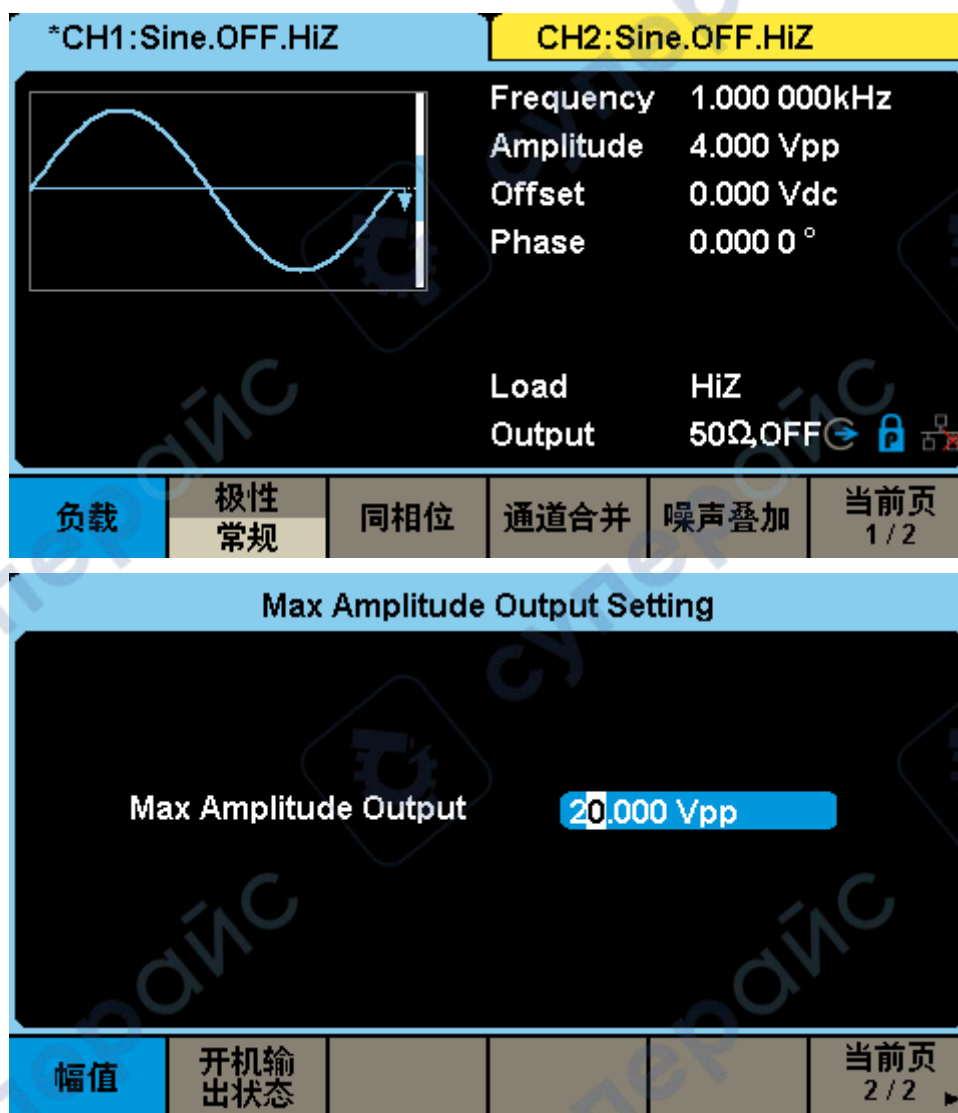 *CH1:Sine.OFF.HiZ CH2:Sine.OFF.HiZ
Frequency 1.000 000kHz
Amplitude 4.000 Vpp
Offset 0.000 Vdc
Phase 0.000 0 °
Load HiZ
Output 50Ω,OFF
负载
极性
常规
同相位
通道合并
噪声叠加
当前页
1 / 2
Max Amplitude Output Setting
Max Amplitude Output 20.000 Vpp
幅值
开机输
出状态
当前页
2 / 2
суперайс